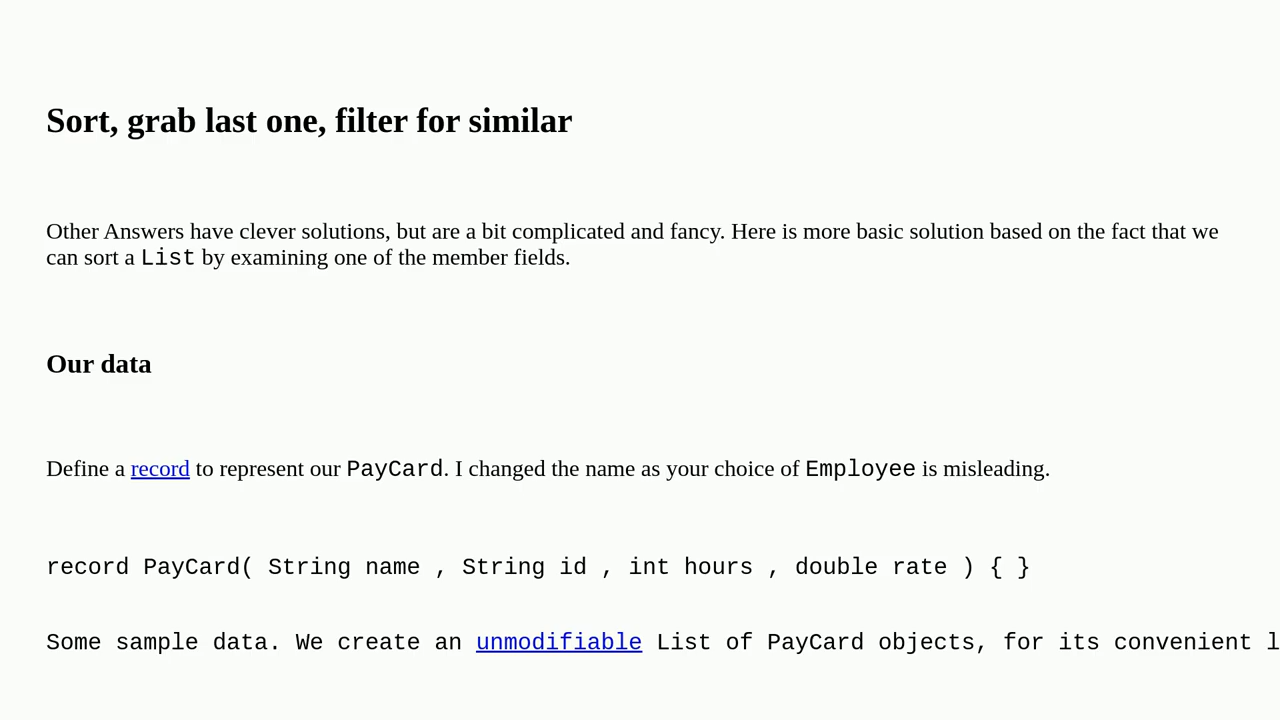 Sort, grab last one, filter for similar
Other Answers have clever solutions, but are a bit complicated and fancy. Here is more basic solution based on the fact that we
can sort a List by examining one of the member fields.
Our data
Define a record to represent our PayCard. I changed the name as your choice of Employee is misleading.
record PayCard( String name , String id , int hours , double rate ) { }
Some sample data. We create an unmodifiable List of PayCard objects, for its convenient